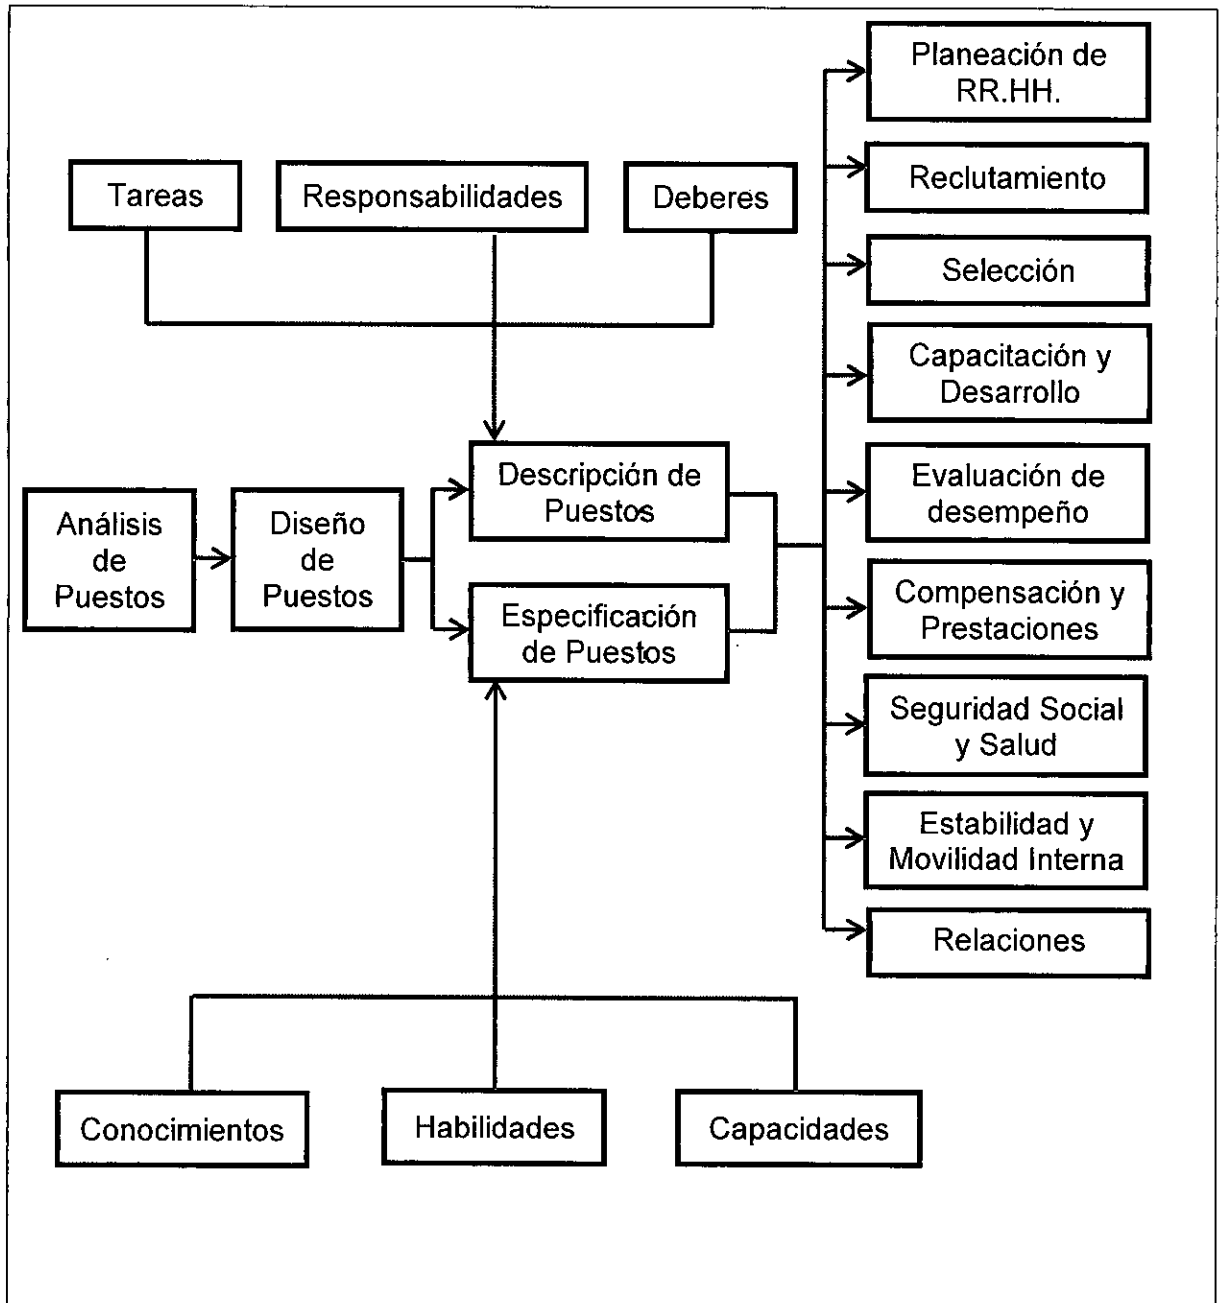 Planeación de
RR.HH.
Tareas
Responsabilidades
Deberes
Reclutamiento
Selección
Capacitación y
Desarrollo
Análisis
de
Puestos
Diseño
de
Puestos
Descripción de
Puestos
Especificación
de Puestos
Evaluación de
desempeño
Compensación y
Prestaciones
Seguridad Social
y Salud
Estabilidad y
Movilidad Interna
Relaciones
Conocimientos
Habilidades
Capacidades